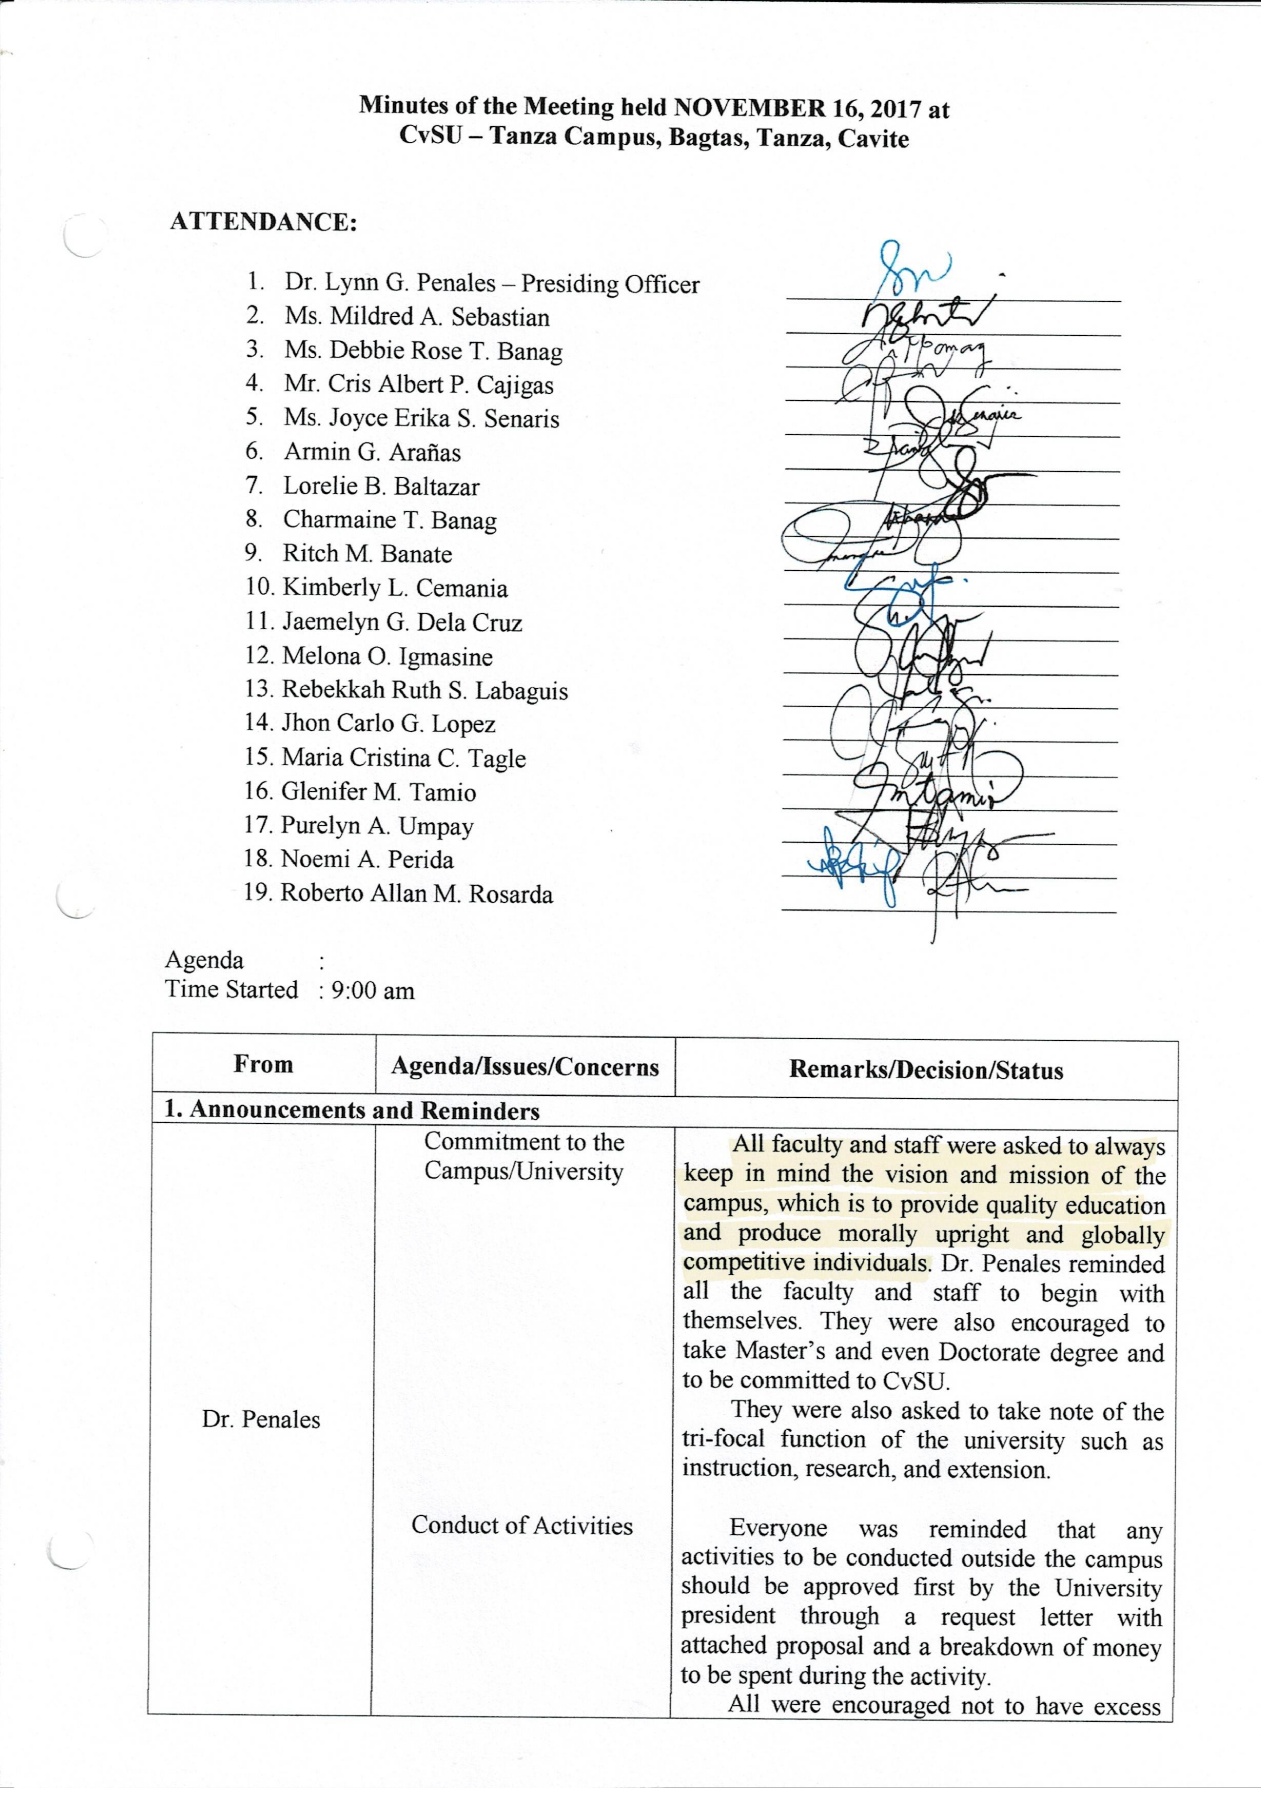 Minutes of the Meeting held NOVEMBER 16, 2017 at
CvSU – Tanza Campus, Bagtas, Tanza, Cavite
ATTENDANCE:
1. Dr. Lynn G. Penales – Presiding Officer
2. Ms. Mildred A. Sebastian
3. Ms. Debbie Rose T. Banag
4. Mr. Cris Albert P. Cajigas
5. Ms. Joyce Erika S. Senaris
6. Armin G. Arañas
7. Lorelie B. Baltazar
8. Charmaine T. Banag
9. Ritch M. Banate
10. Kimberly L. Cemania
11. Jaemelyn G. Dela Cruz
12. Melona O. Igmasine
13. Rebekkah Ruth S. Labaguis
14. Jhon Carlo G. Lopez
15. Maria Cristina C. Tagle
16. Glenifer M. Tamio
17. Purelyn A. Umpay
18. Noemi A. Perida
19. Roberto Allan M. Rosarda
Agenda :
Time Started : 9:00 am
From Agenda/Issues/Concerns Remarks/Decision/Status
1. Announcements and Reminders
Dr. Penales
Commitment to the
Campus/University
All faculty and staff were asked to always
keep in mind the vision and mission of the
campus, which is to provide quality education
and produce morally upright and globally
competitive individuals. Dr. Penales reminded
all the faculty and staff to begin with
themselves. They were also encouraged to
take Master’s and even Doctorate degree and
to be committed to CvSU.
They were also asked to take note of the
tri-focal function of the university such as
instruction, research, and extension.
Conduct of Activities
Everyone was reminded that any
activities to be conducted outside the campus
should be approved first by the University
president through a request letter with
attached proposal and a breakdown of money
to be spent during the activity.
All were encouraged not to have excess